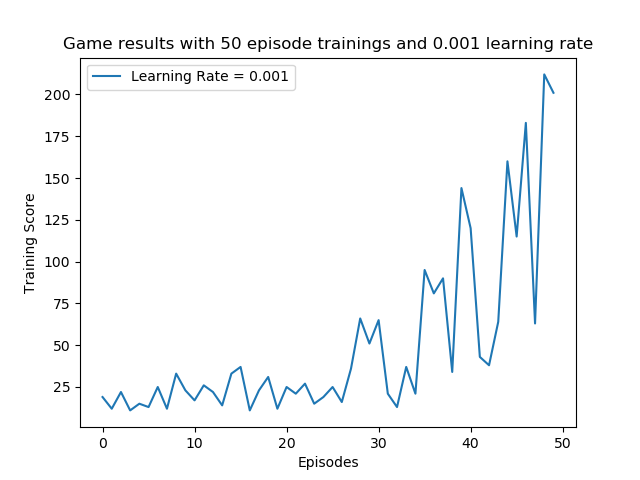 Game results with 50 episode trainings and 0.001 learning rate
Learning Rate = 0.001
Training Score
200
175
150
125
100
75
50
25
0 10 20 30 40 50
Episodes